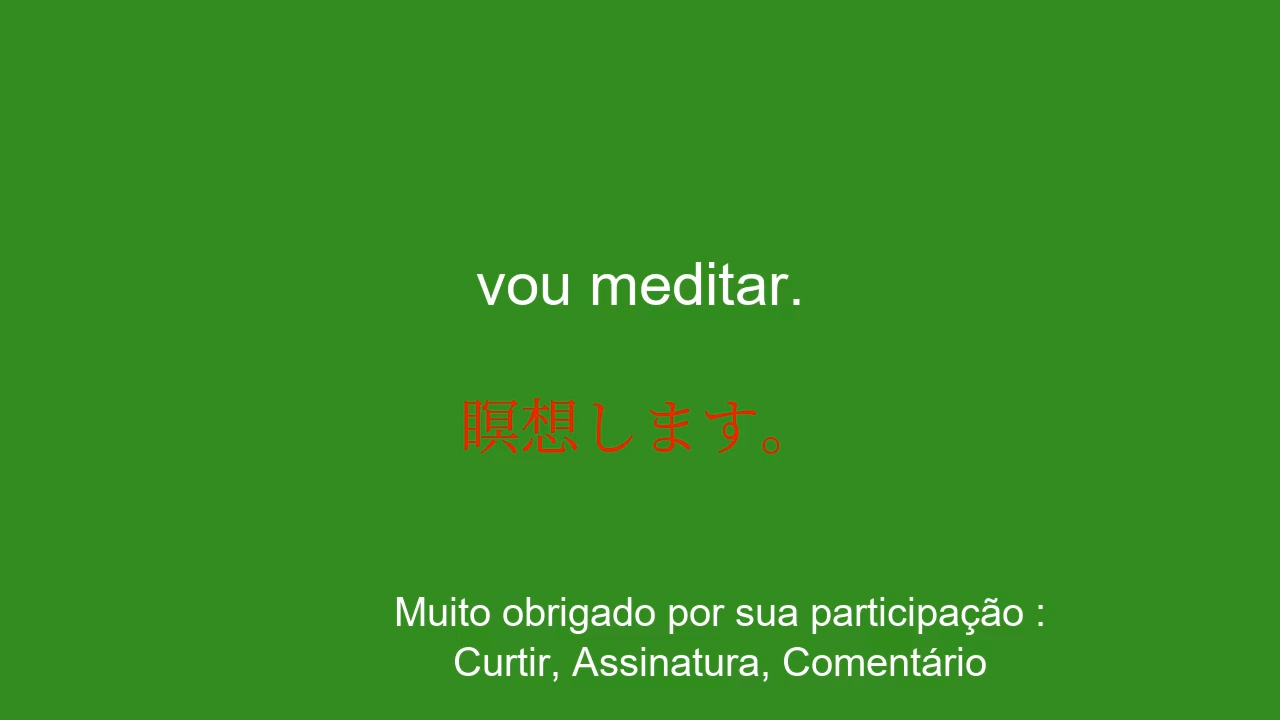 vou meditar.
瞑想します。
Muito obrigado por sua participação :
Curtir, Assinatura, Comentário